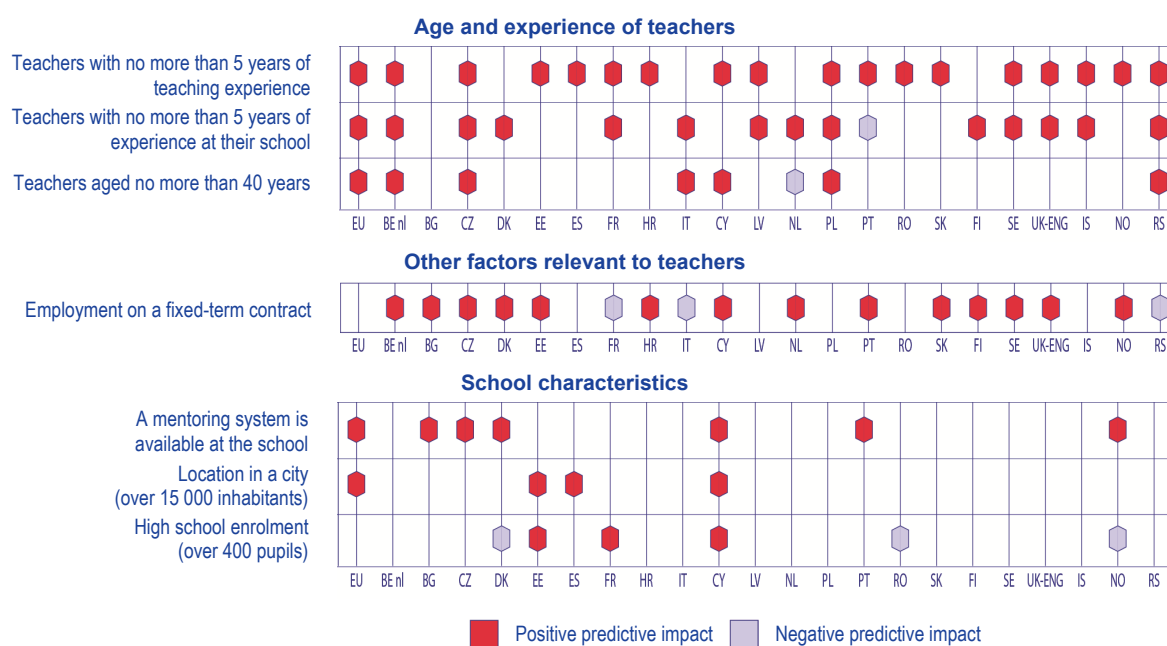 Age and experience of teachers
Teachers with no more than 5 years of
teaching experience
Teachers with no more than 5 years of
experience at their school
Teachers aged no more than 40 years
EU BE nl BG CZ DK EE ES FR HR IT CY LV NL PL PT RO SK FI SE UK-ENG IS NO RS
Other factors relevant to teachers
Employment on a fixed-term contract
EU BE nl BG CZ DK EE ES FR HR IT CY LV NL PL PT RO SK FI SE UK-ENG IS NO RS
School characteristics
A mentoring system is
available at the school
Location in a city
(over 15 000 inhabitants)
High school enrolment
(over 400 pupils)
EU BE nl BG CZ DK EE ES FR HR IT CY LV NL PL PT RO SK FI SE UK-ENG IS NO RS
Positive predictive impact Negative predictive impact